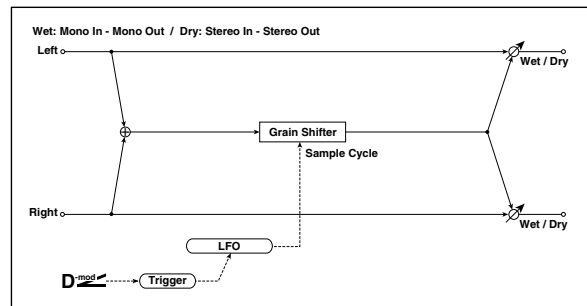 Wet: Mono In - Mono Out / Dry: Stereo In - Stereo Out
Left
Wet / Dry
Grain Shifter
Sample Cycle
Right
Wet / Dry
LFO
D-mod
Trigger